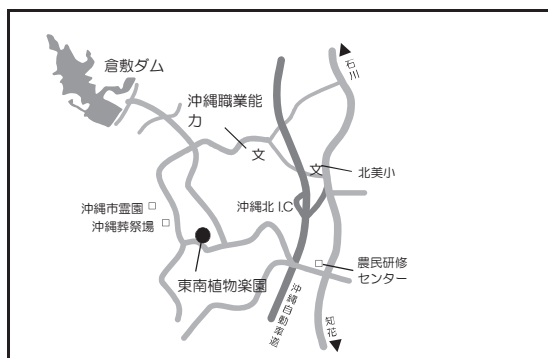 倉敷ダム
石川
沖縄職業能
力
文
文
北美小
沖縄北 I.C
沖縄市霊園
沖縄葬祭場
農民研修
センター
東南植物楽園
沖縄自動車道
知花